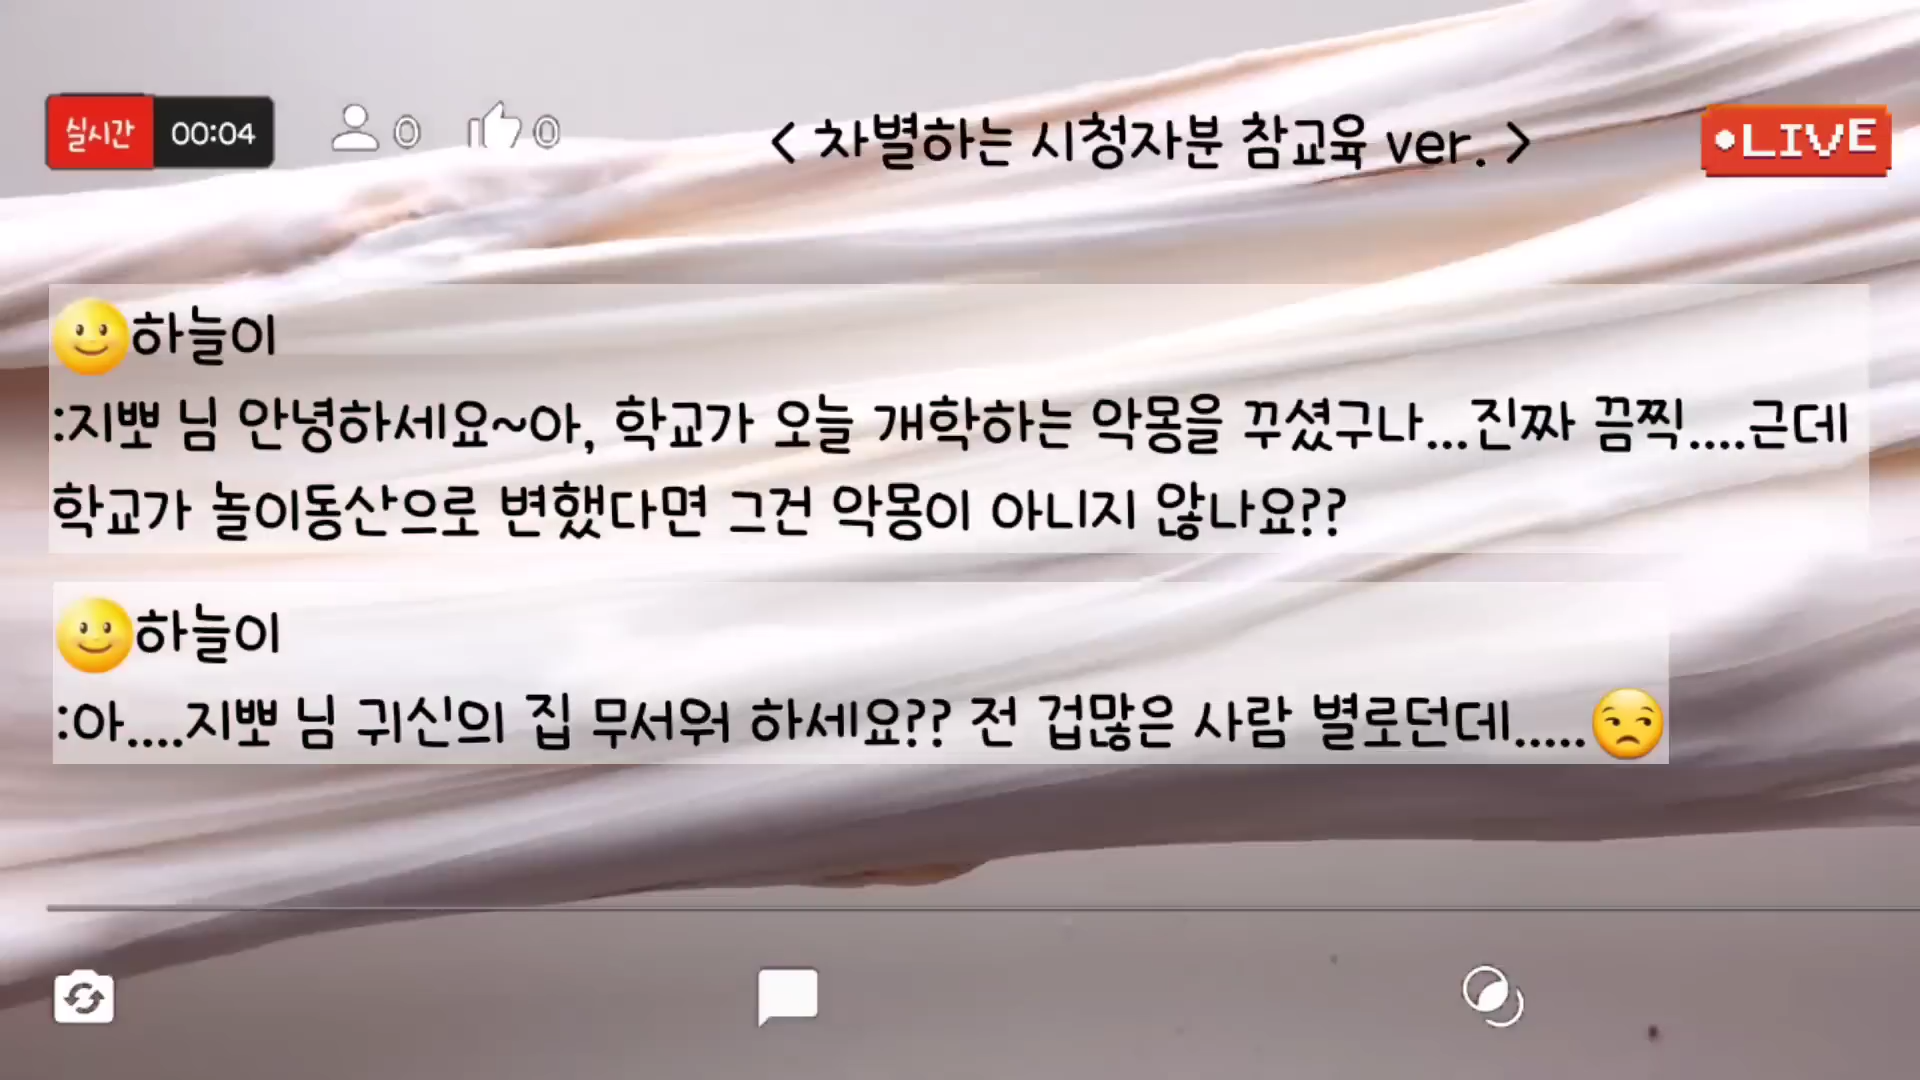 실시간 00:04 0 0 < 차별하는 시청자분 참교육 ver. > •LIVE
하늘이
:지뽀 님 안녕하세요~아, 학교가 오늘 개학하는 악몽을 꾸셨구나...진짜 끔찍....근데
학교가 놀이동산으로 변했다면 그건 악몽이 아니지 않나요??
하늘이
:아....지뽀 님 귀신의 집 무서워 하세요?? 전 겁많은 사람 별로던데.....